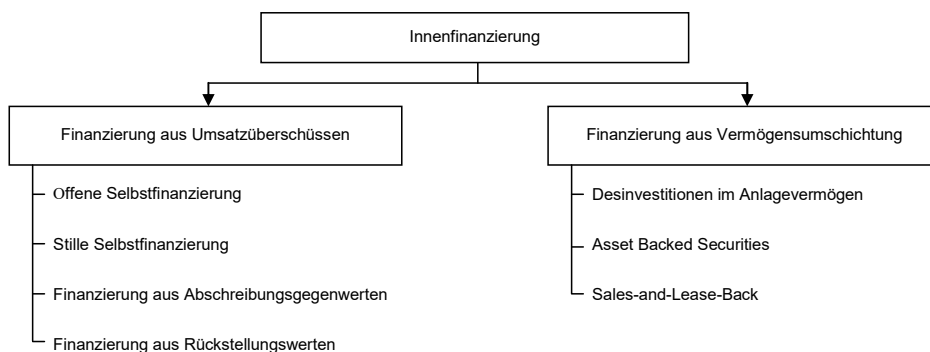 Innenfinanzierung
Finanzierung aus Umsatzüberschüssen
Offene Selbstfinanzierung
Stille Selbstfinanzierung
Finanzierung aus Abschreibungsgegenwerten
Finanzierung aus Rückstellungswerten
Finanzierung aus Vermögensumschichtung
Desinvestitionen im Anlagevermögen
Asset Backed Securities
Sales-and-Lease-Back